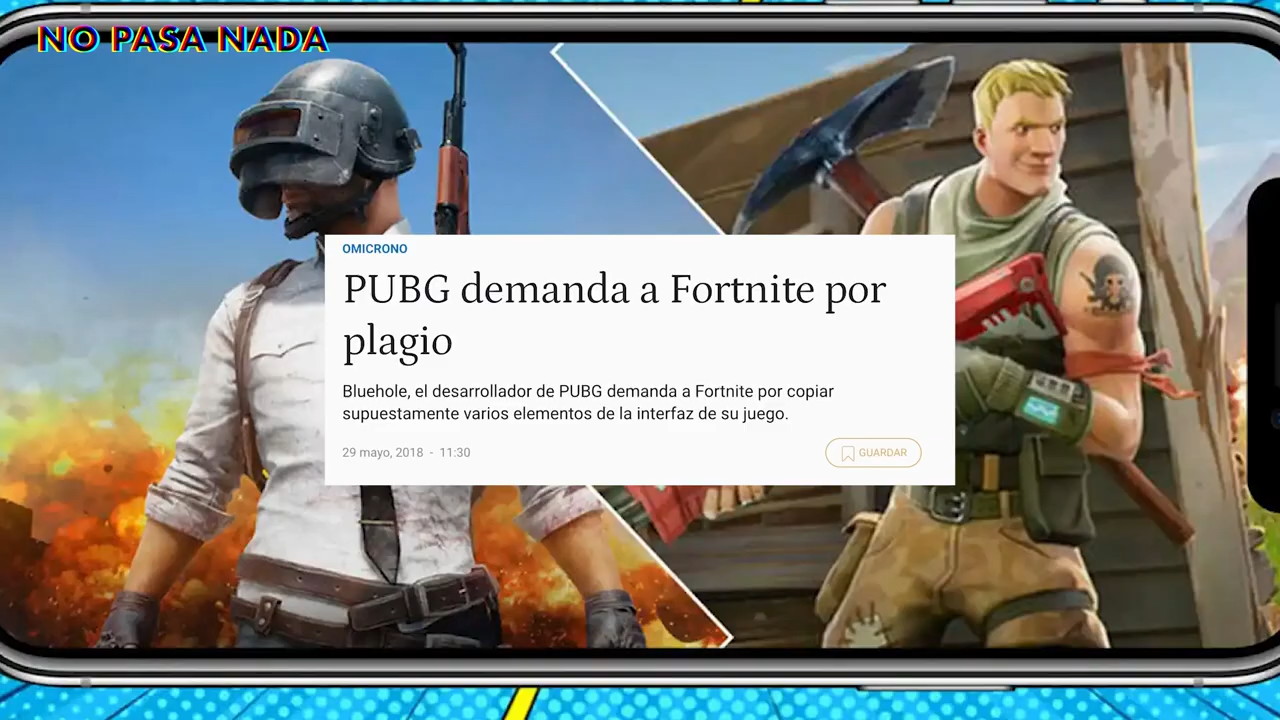 NO PASA NADA
OMICRONO
PUBG demanda a Fortnite por
plagio
Bluehole, el desarrollador de PUBG demanda a Fortnite por copiar
supuestamente varios elementos de la interfaz de su juego.
29 mayo, 2018 - 11:30
GUARDAR